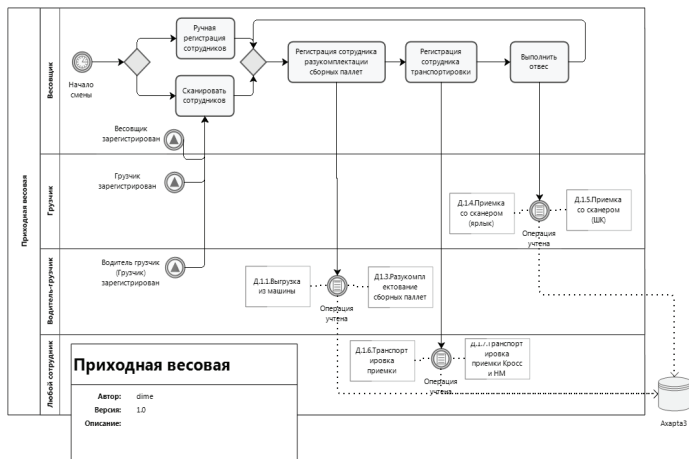 Приходная весовая
Весовщик
Грузчик
Водитель-грузчик
Любой сотрудник
Начало
смены
Ручная
регистрация
сотрудников
Сканировать
сотрудников
Регистрация сотрудника
разукомплектации
сборных паллет
Регистрация
сотрудника
транспортировки
Выполнить
отвес
Весовщик
зарегистрирован
Грузчик
зарегистрирован
Водитель грузчик
(Грузчик)
зарегистрирован
Д.1.4.Приемка
со сканером
(ярлык)
Операция
учтена
Д.1.5.Приемка
со сканером
(ШК)
Д.1.1.Выгрузка
из машины
Операция
учтена
Д1.3.Разукомпл
ектование
сборных паллет
Д.1.6.Транспорт
ировка
приемки
Операция
учтена
Д.1.7.Транспорт
ировка
приемки Кросс
и НМ
Axapta3
Приходная весовая
Автор: dime
Версия: 1.0
Описание: